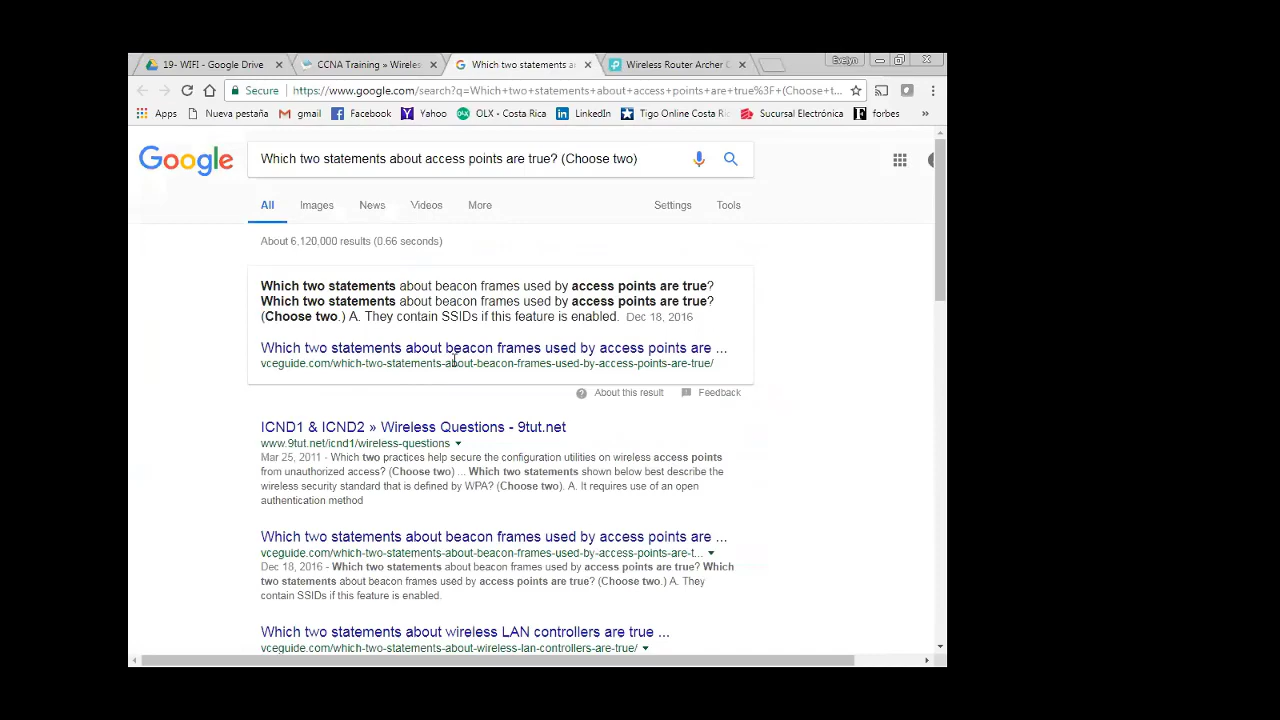 19- WIFI - Google Drive
CCNA Training » Wireles
Which two statements a
Wireless Router Archer C
Evelyn
Secure
https://www.google.com/search?q=Which+two+statements+about+access+points+are+true%3F+(Choose+t...
Apps
Nueva pestaña
gmail
Facebook
Yahoo
OLX - Costa Rica
LinkedIn
Tigo Online Costa Ric
Sucursal Electrónica
forbes
»
Google
Which two statements about access points are true? (Choose two)
All
Images
News
Videos
More
Settings
Tools
About 6,120,000 results (0.66 seconds)
Which two statements about beacon frames used by access points are true?
Which two statements about beacon frames used by access points are true?
(Choose two.) A. They contain SSIDs if this feature is enabled. Dec 18, 2016
Which two statements about beacon frames used by access points are ...
vceguide.com/which-two-statements-about-beacon-frames-used-by-access-points-are-true/
About this result
Feedback
ICND1 & ICND2 » Wireless Questions - 9tut.net
www.9tut.net/icnd1/wireless-questions
Mar 25, 2011 - Which two practices help secure the configuration utilities on wireless access points
from unauthorized access? (Choose two) ... Which two statements shown below best describe the
wireless security standard that is defined by WPA? (Choose two). A. It requires use of an open
authentication method
Which two statements about beacon frames used by access points are ...
vceguide.com/which-two-statements-about-beacon-frames-used-by-access-points-are-t...
Dec 18, 2016 - Which two statements about beacon frames used by access points are true? Which
two statements about beacon frames used by access points are true? (Choose two.) A. They
contain SSIDs if this feature is enabled.
Which two statements about wireless LAN controllers are true ...
vceguide.com/which-two-statements-about-wireless-lan-controllers-are-true/